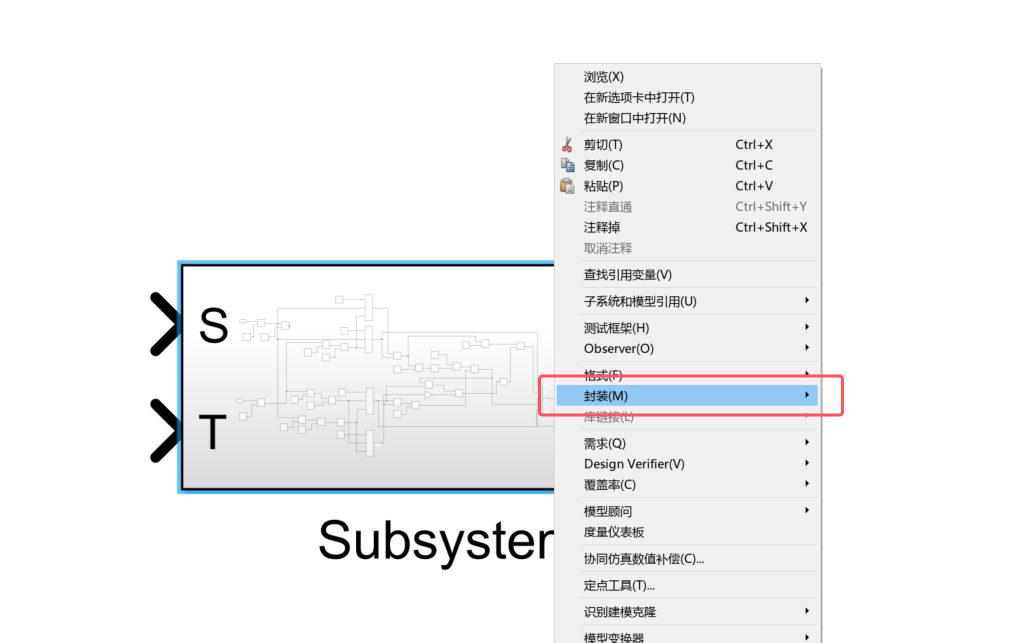 浏览(X)
在新选项卡中打开(T)
在新窗口中打开(N)
剪切(T) Ctrl+X
复制(C) Ctrl+C
粘贴(P) Ctrl+V
注释直通 Ctrl+Shift+Y
注释掉 Ctrl+Shift+X
取消注释
查找引用变量(V)
子系统和模型引用(U)
测试框架(H)
Observer(O)
格式(F)
封装(M)
库链接(L)
需求(Q)
Design Verifier(V)
覆盖率(C)
模型顾问
度量仪表板
协同仿真数值补偿(C)...
定点工具(T)...
识别建模克隆
模型变换器
S
T
Subsyster